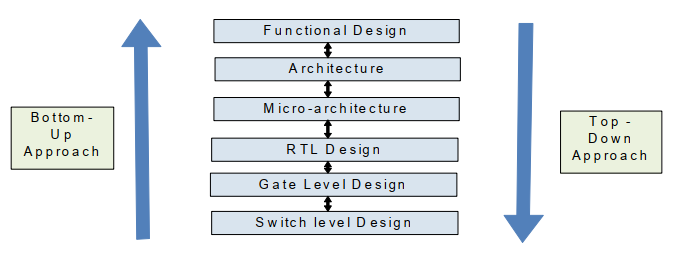 Functional Design
Architecture
Micro-architecture
RTL Design
Gate Level Design
Switch level Design
Bottom-
Up
Approach
Top -
Down
Approach